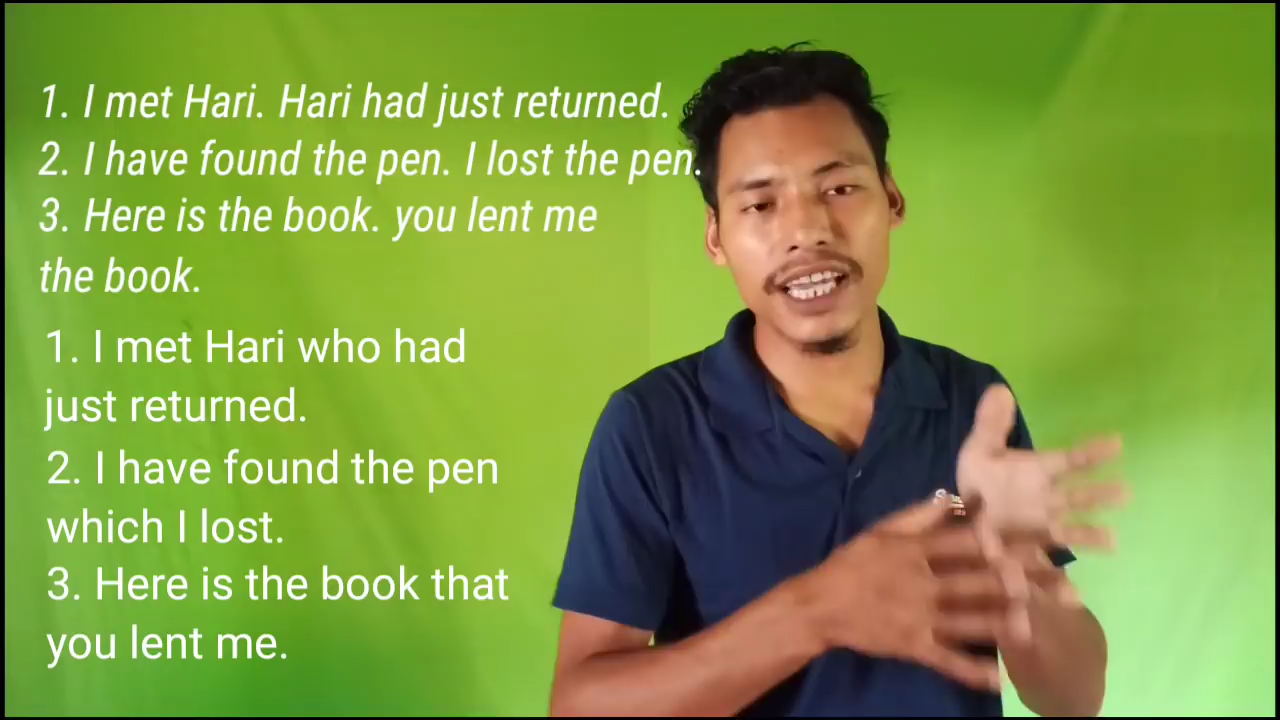 1. I met Hari. Hari had just returned.
2. I have found the pen. I lost the pen.
3. Here is the book. you lent me
the book.
1. I met Hari who had
just returned.
2. I have found the pen
which I lost.
3. Here is the book that
you lent me.